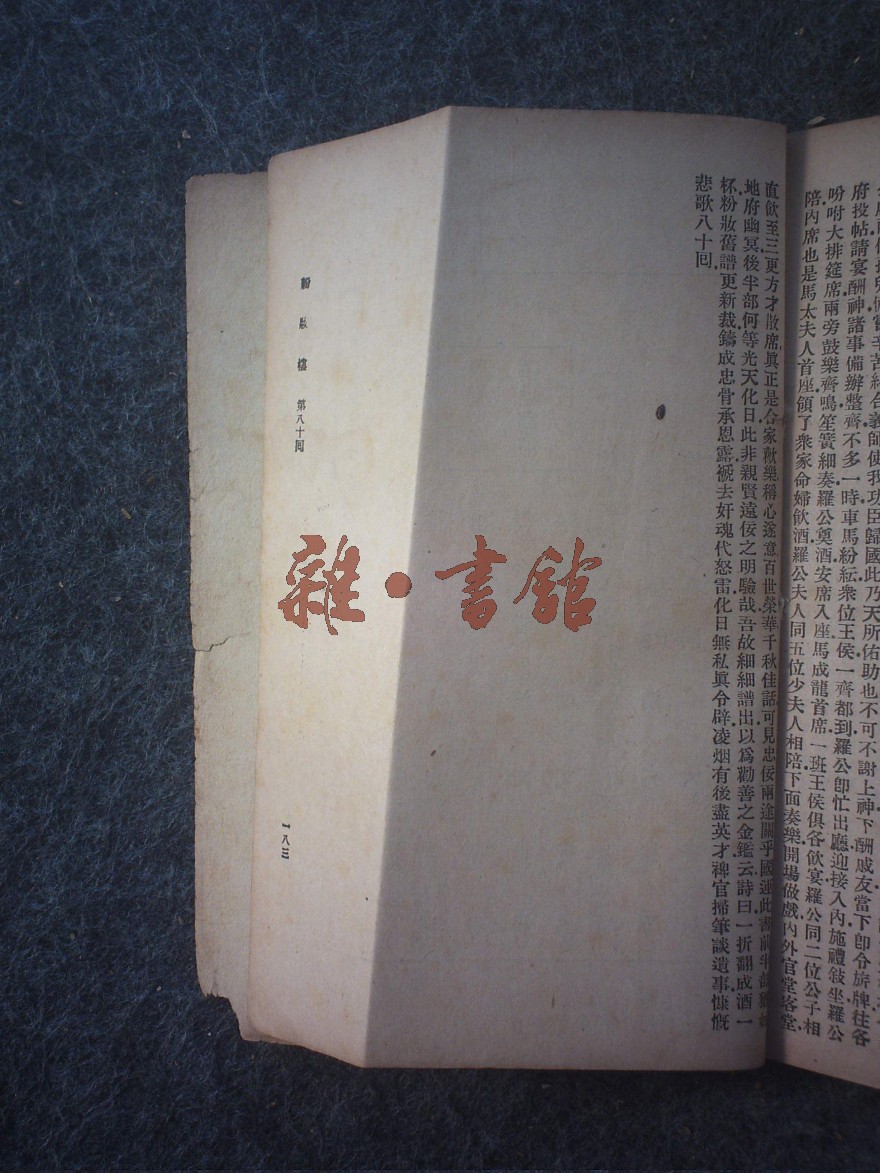 府投帖請宴酬神諸事備辦整齊不多一時車馬紛紜衆位王侯一齊都到羅公卽忙出廳迎接入內施禮敍坐羅公
吩咐大排筵席兩旁鼓樂齊鳴笙簧細奏羅公奠酒安席入座馬成龍首席一班王侯俱各飲宴羅公同二位公子相
陪內席也是馬太夫人首座領了衆家命婦飲酒羅公夫人同五位少夫人相陪下面奏樂開場做戲內外官堂客堂
直飲至三更方才散席眞正是合家歡樂稱心遂意百世榮華千秋佳話可見忠佞兩途關乎國運此書前半部
地府幽冥後半部何等光天化日此非親賢遠佞之明驗哉吾故細細譜出以爲勸善之金鑑云詩曰一折翻成酒一
杯粉妝舊譜更新裁鑄成忠骨承恩露褫去奸魂代怒雷化日無私眞令辟凌烟有後盡英才稗官掃筆談遺事慷慨
悲歌八十回
粉妝樓 第八十回
一八三
雜·書館